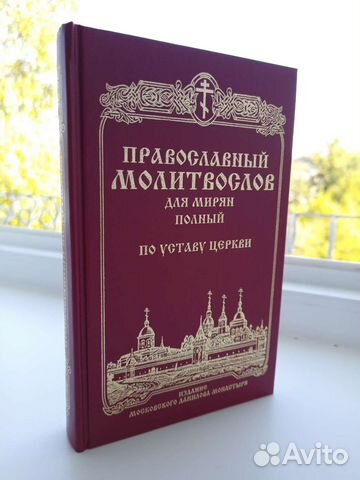 ПРАВОСЛАВНЫЙ
МОЛИТВОСЛОВ
ДЛЯ МИРЯН
ПОЛНЫЙ
ПО УСТАВУ ЦЕРКВИ
ИЗДАНИЕ
МОСКОВСКОГО ДАНИЛОВА МОНАСТЫРЯ
Avito